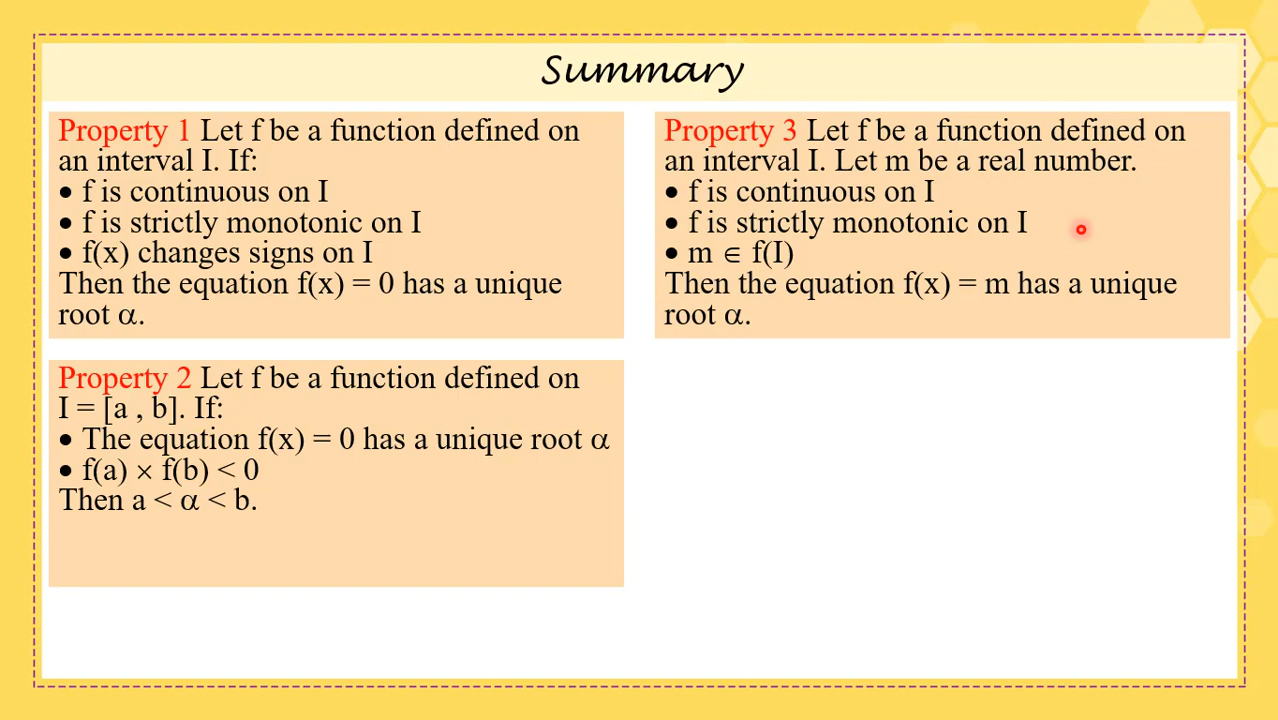 Summary
Property 1 Let f be a function defined on
an interval I. If:
• f is continuous on I
• f is strictly monotonic on I
• f(x) changes signs on I
Then the equation f(x) = 0 has a unique
root α.
Property 2 Let f be a function defined on
I = [a , b]. If:
• The equation f(x) = 0 has a unique root α
• f(a) × f(b) < 0
Then a < α < b.
Property 3 Let f be a function defined on
an interval I. Let m be a real number.
• f is continuous on I
• f is strictly monotonic on I
• m ∈ f(I)
Then the equation f(x) = m has a unique
root α.